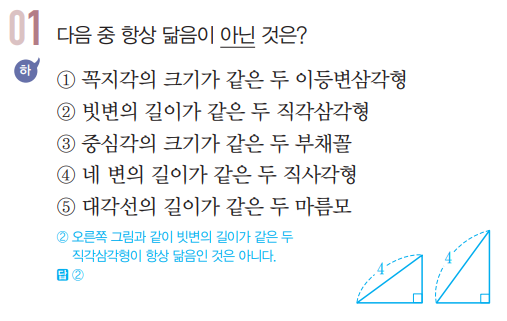 01 다음 중 항상 닮음이 아닌 것은?
하
① 꼭지각의 크기가 같은 두 이등변삼각형
② 빗변의 길이가 같은 두 직각삼각형
③ 중심각의 크기가 같은 두 부채꼴
④ 네 변의 길이가 같은 두 직사각형
⑤ 대각선의 길이가 같은 두 마름모
② 오른쪽 그림과 같이 빗변의 길이가 같은 두
직각삼각형이 항상 닮음인 것은 아니다.
답 ②
4
4